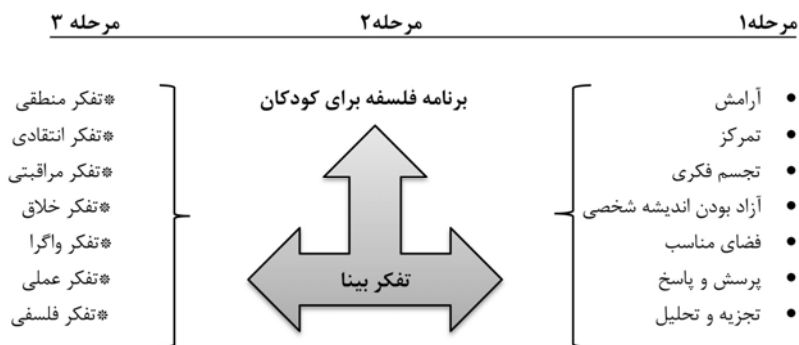 مرحله۱
مرحله۲
مرحله ۳
• آرامش
• تمرکز
• تجسم فکری
• آزاد بودن اندیشه شخصی
• فضای مناسب
• پرسش و پاسخ
• تجزیه و تحلیل
برنامه فلسفه برای کودکان
تفکر بینا
*تفکر منطقی
*تفکر انتقادی
*تفکر مراقبتی
*تفکر خلاق
*تفکر واگرا
*تفکر عملی
*تفکر فلسفی